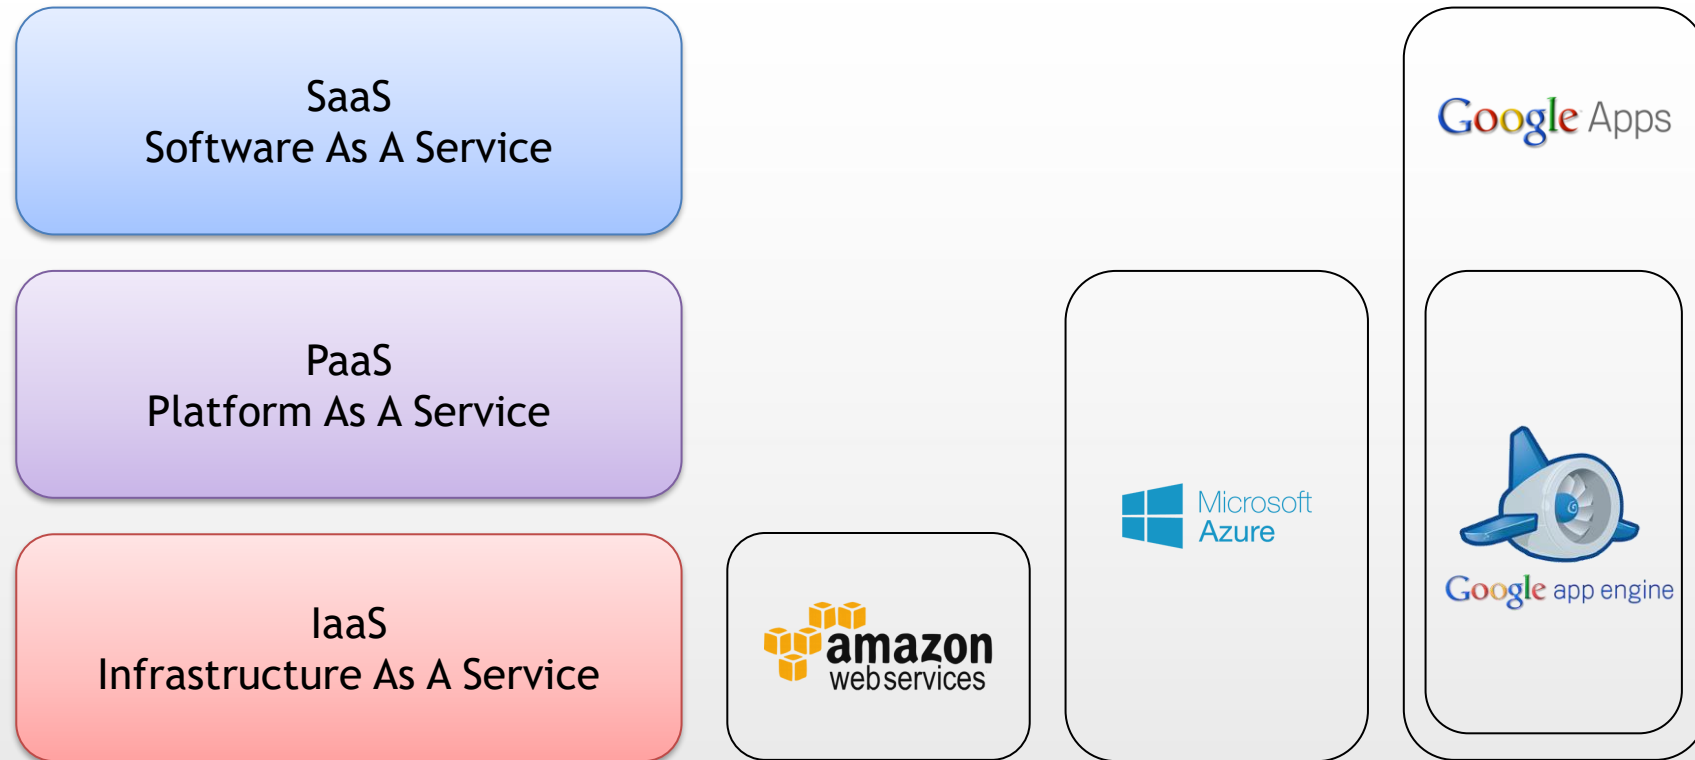 SaaS
Software As A Service
Google Apps
PaaS
Platform As A Service
Microsoft
Azure
Google app engine
IaaS
Infrastructure As A Service
amazon
webservices